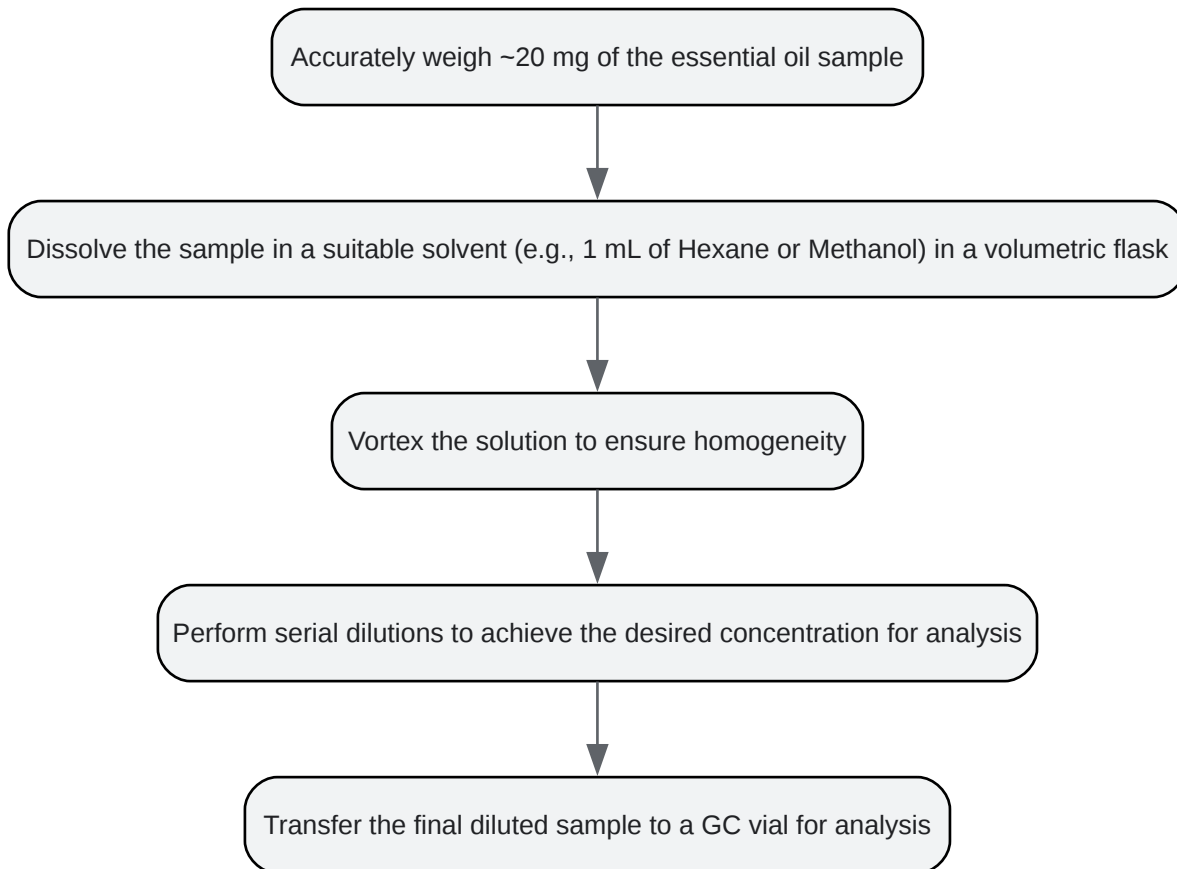 Accurately weigh ~20 mg of the essential oil sample
Dissolve the sample in a suitable solvent (e.g., 1 mL of Hexane or Methanol) in a volumetric flask
Vortex the solution to ensure homogeneity
Perform serial dilutions to achieve the desired concentration for analysis
Transfer the final diluted sample to a GC vial for analysis